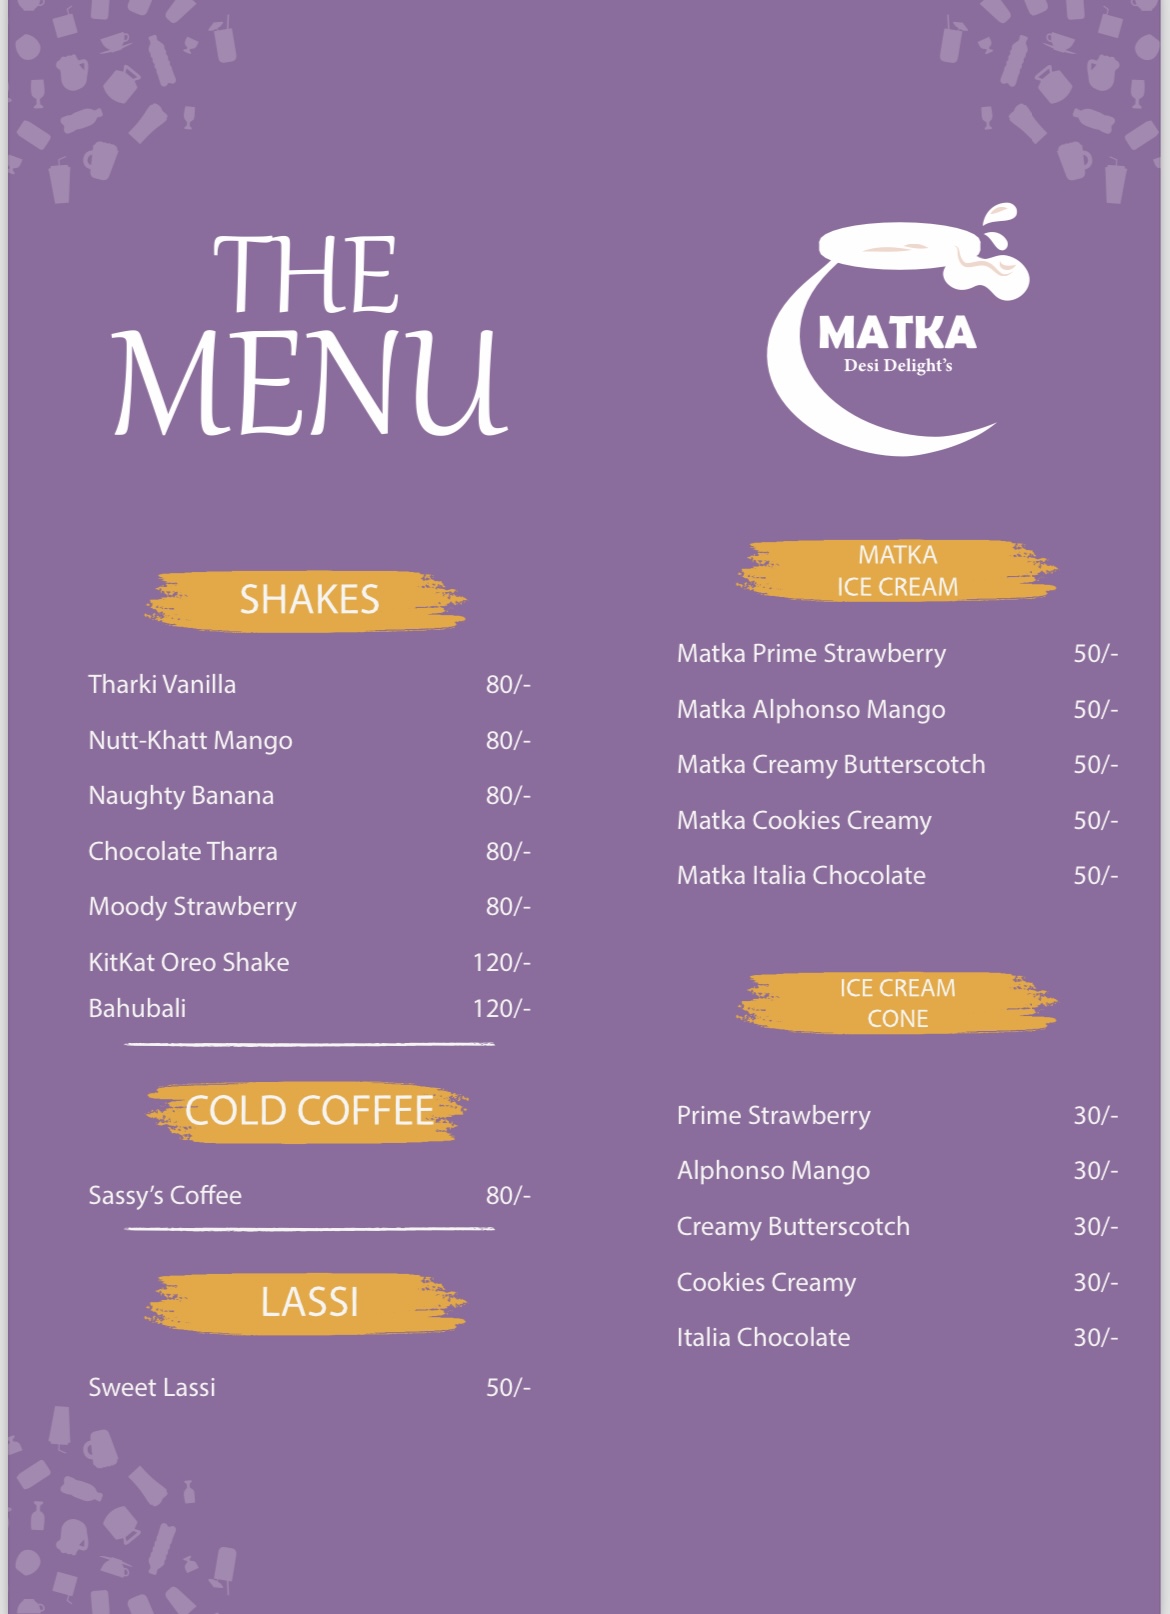 THE
MENU
MATKA
Desi Delight's
SHAKES
Tharki Vanilla 80/-
Nutt-Khatt Mango 80/-
Naughty Banana 80/-
Chocolate Tharra 80/-
Moody Strawberry 80/-
KitKat Oreo Shake 120/-
Bahubali 120/-
COLD COFFEE
Sassy's Coffee 80/-
LASSI
Sweet Lassi 50/-
MATKA
ICE CREAM
Matka Prime Strawberry 50/-
Matka Alphonso Mango 50/-
Matka Creamy Butterscotch 50/-
Matka Cookies Creamy 50/-
Matka Italia Chocolate 50/-
ICE CREAM
CONE
Prime Strawberry 30/-
Alphonso Mango 30/-
Creamy Butterscotch 30/-
Cookies Creamy 30/-
Italia Chocolate 30/-